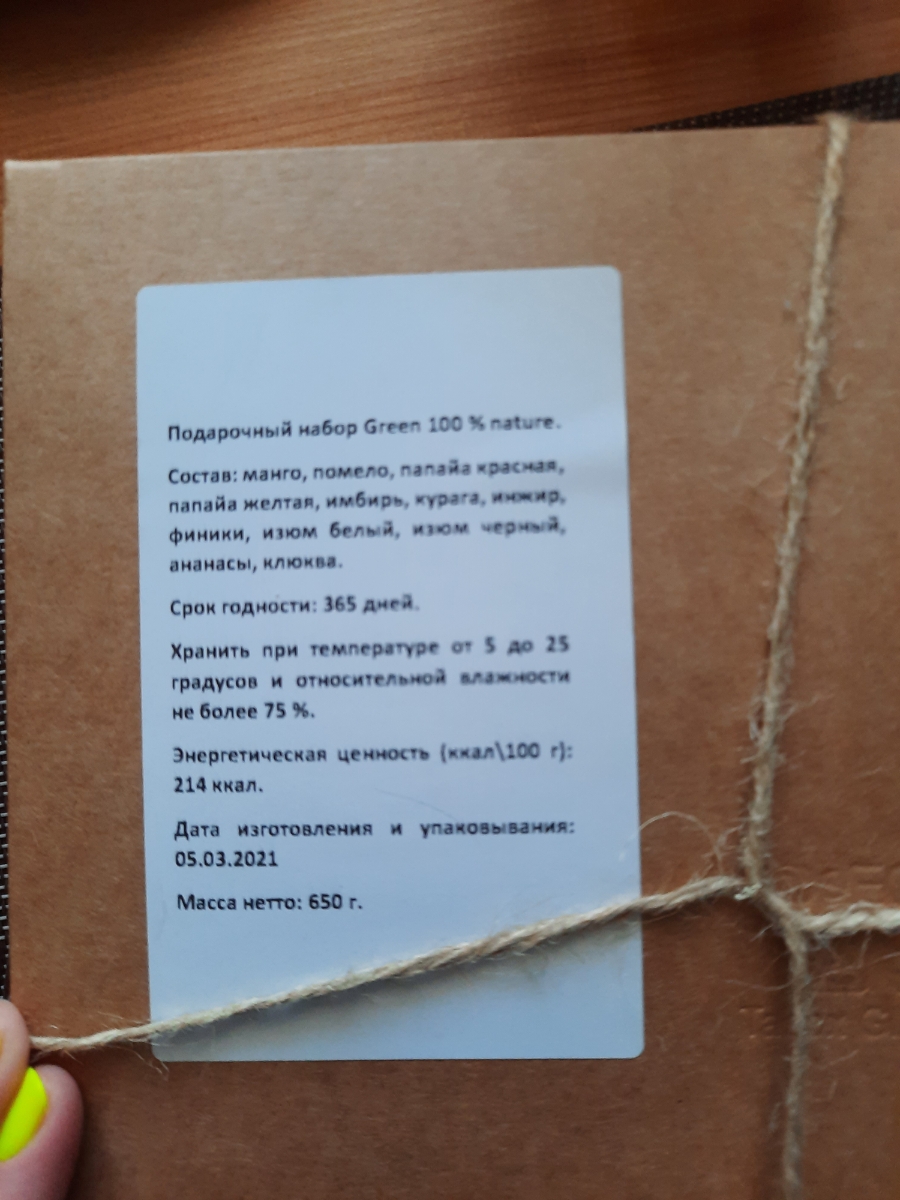 Подарочный набор Green 100 % nature.
Состав: манго, помело, папайа красная,
папайа желтая, имбирь, курага, инжир,
финики, изюм белый, изюм черный,
ананасы, клюква.
Срок годности: 365 дней.
Хранить при температуре от 5 до 25
градусов и относительной влажности
не более 75 %.
Энергетическая ценность (ккал\100 г):
214 ккал.
Дата изготовления и упаковывания:
05.03.2021
Масса нетто: 650 г.